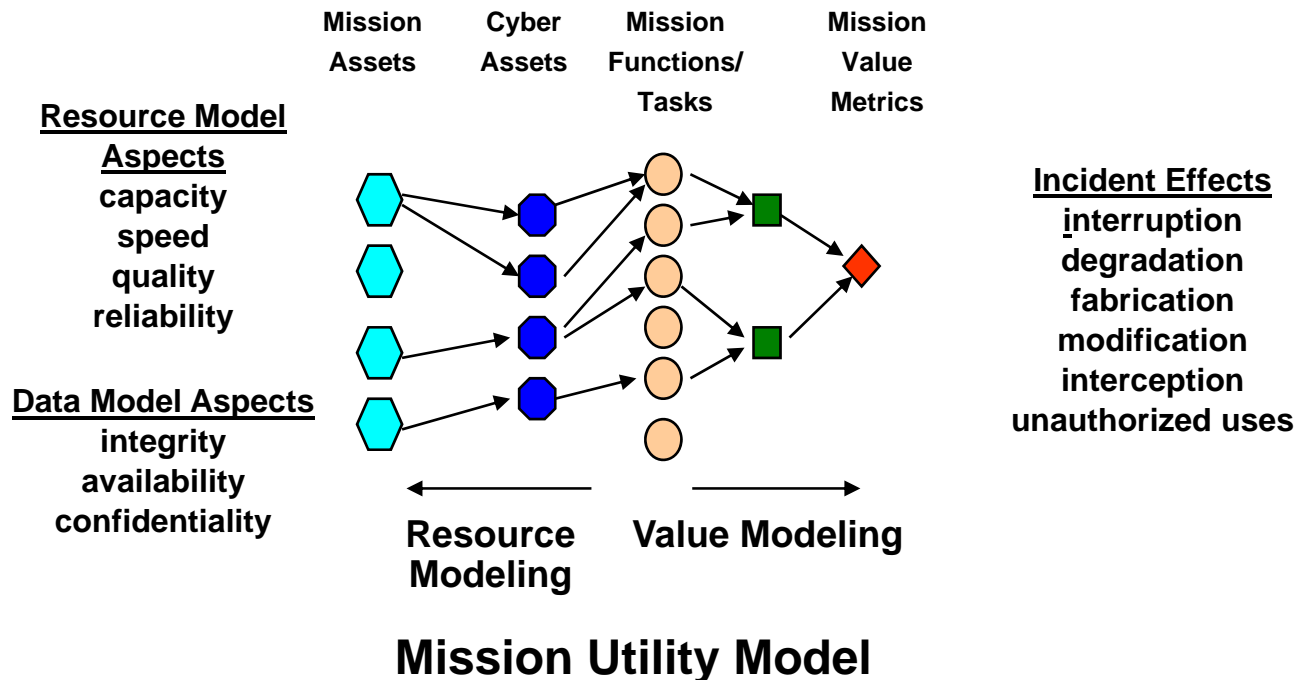 Mission
Assets
Cyber
Assets
Mission
Functions/
Tasks
Mission
Value
Metrics
Resource Model
Aspects
capacity
speed
quality
reliability
Data Model Aspects
integrity
availability
confidentiality
Incident Effects
interruption
degradation
fabrication
modification
interception
unauthorized uses
Resource
Modeling
Value Modeling
Mission Utility Model